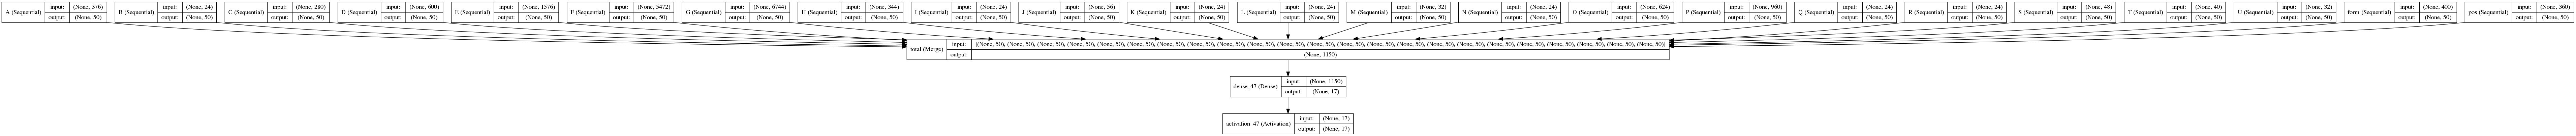 A (Sequential) input: (None, 376) output: (None, 50)
B (Sequential) input: (None, 24) output: (None, 50)
C (Sequential) input: (None, 280) output: (None, 50)
D (Sequential) input: (None, 600) output: (None, 50)
E (Sequential) input: (None, 1576) output: (None, 50)
F (Sequential) input: (None, 5472) output: (None, 50)
G (Sequential) input: (None, 6744) output: (None, 50)
H (Sequential) input: (None, 344) output: (None, 50)
I (Sequential) input: (None, 24) output: (None, 50)
J (Sequential) input: (None, 56) output: (None, 50)
K (Sequential) input: (None, 24) output: (None, 50)
L (Sequential) input: (None, 24) output: (None, 50)
M (Sequential) input: (None, 32) output: (None, 50)
N (Sequential) input: (None, 24) output: (None, 50)
O (Sequential) input: (None, 624) output: (None, 50)
P (Sequential) input: (None, 960) output: (None, 50)
Q (Sequential) input: (None, 24) output: (None, 50)
R (Sequential) input: (None, 24) output: (None, 50)
S (Sequential) input: (None, 48) output: (None, 50)
T (Sequential) input: (None, 40) output: (None, 50)
U (Sequential) input: (None, 32) output: (None, 50)
form (Sequential) input: (None, 400) output: (None, 50)
pos (Sequential) input: (None, 360) output: (None, 50)
total (Merge) input: [(None, 50), (None, 50), (None, 50), (None, 50), (None, 50), (None, 50), (None, 50), (None, 50), (None, 50), (None, 50), (None, 50), (None, 50), (None, 50), (None, 50), (None, 50), (None, 50), (None, 50), (None, 50), (None, 50), (None, 50), (None, 50), (None, 50), (None, 50)]
output: (None, 1150)
dense_47 (Dense) input: (None, 1150)
output: (None, 17)
activation_47 (Activation) input: (None, 17)
output: (None, 17)